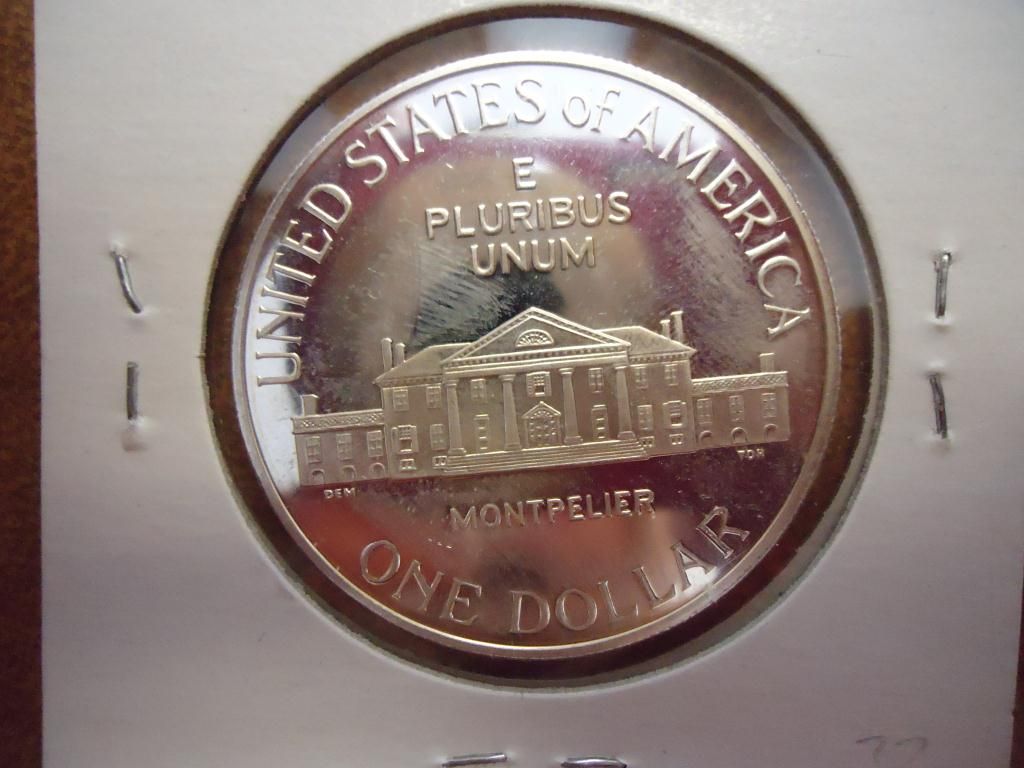 UNITED STATES of AMERICA
E
PLURIBUS
UNUM
DEM
TDR
MONTPELIER
ONE DOLLAR